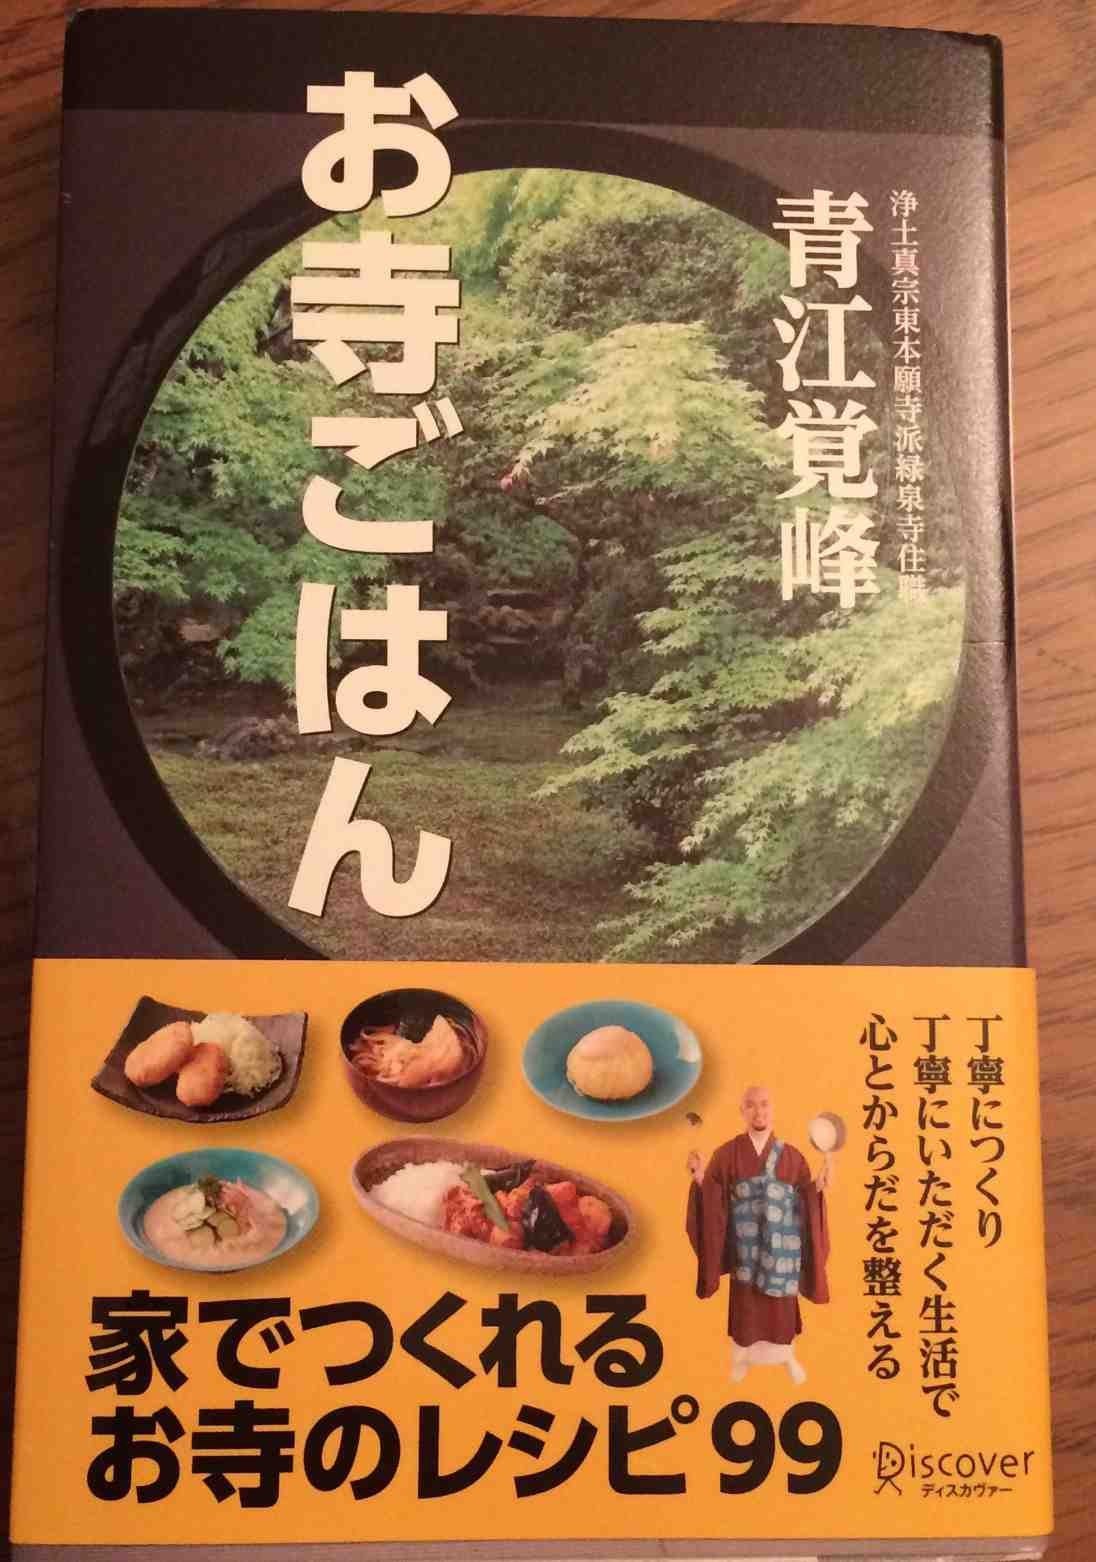 浄土真宗東本願寺派緑泉寺住職
青江覚峰
お寺ごはん
丁寧につくり
丁寧にいただく生活で
心とからだを整える
家でつくれる
お寺のレシピ99
Discover
ディスカヴァー